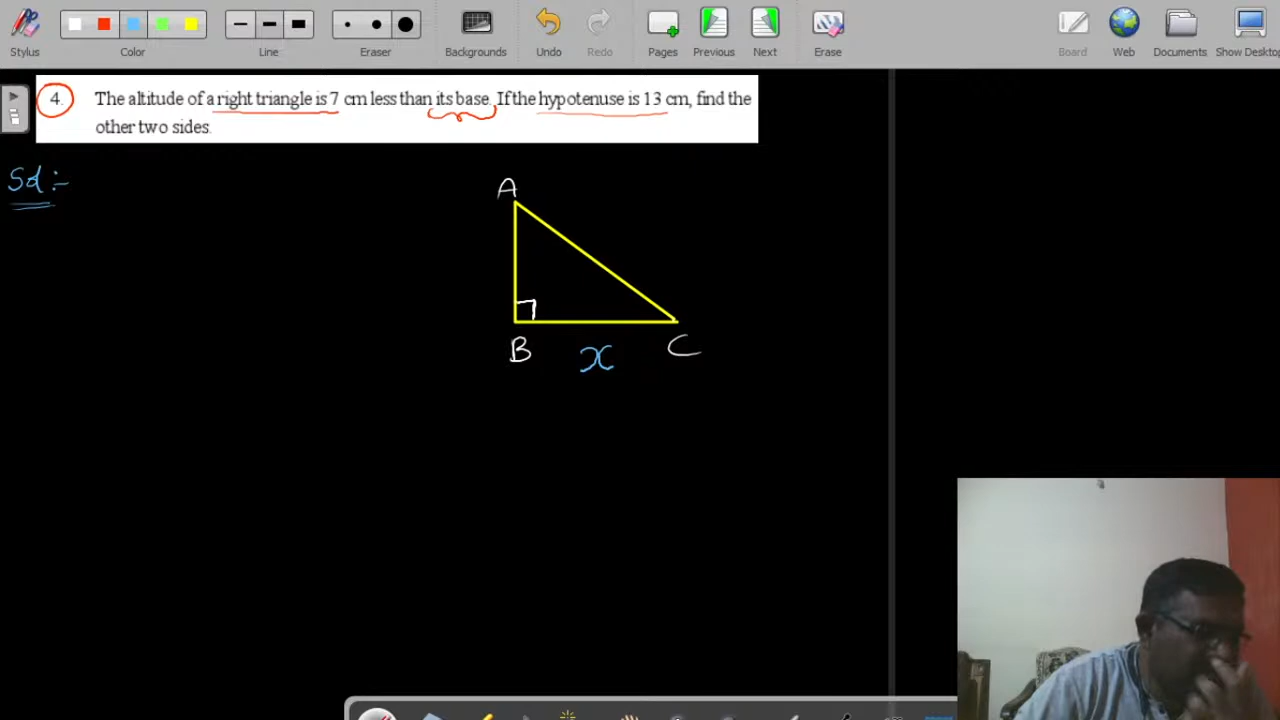 Stylus
Color
Line
Eraser
Backgrounds
Undo
Redo
Pages
Previous
Next
Erase
Board
Web
Documents
Show Desktop
4. The altitude of a right triangle is 7 cm less than its base. If the hypotenuse is 13 cm, find the
other two sides.
Sol :-
A
B
x
C